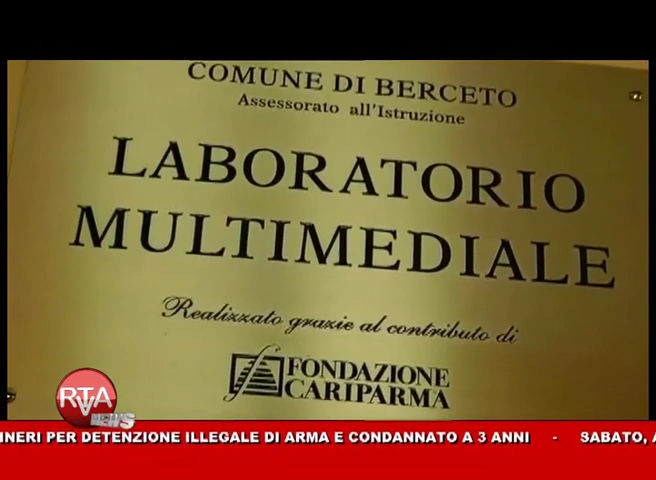 COMUNE DI BERCETO
Assessorato all'Istruzione
LABORATORIO
MULTIMEDIALE
Realizzato grazie al contributo di
FONDAZIONE
CARIPARMA
RTA
V
NEWS
INERI PER DETENZIONE ILLEGALE DI ARMA E CONDANNATO A 3 ANNI - SABATO, A